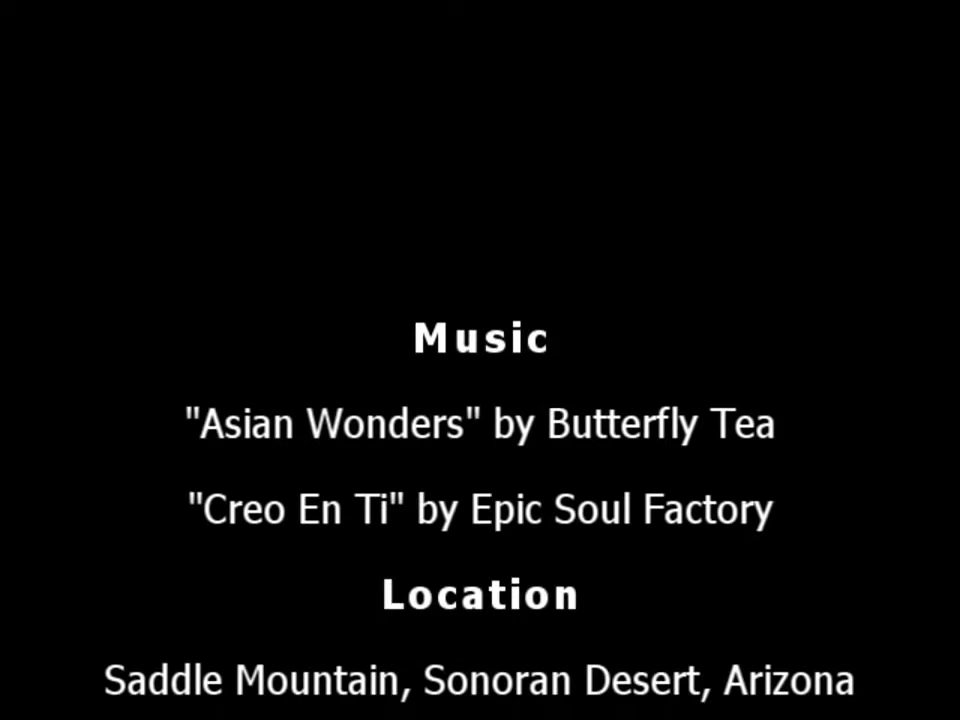 Music
"Asian Wonders" by Butterfly Tea
"Creo En Ti" by Epic Soul Factory
Location
Saddle Mountain, Sonoran Desert, Arizona